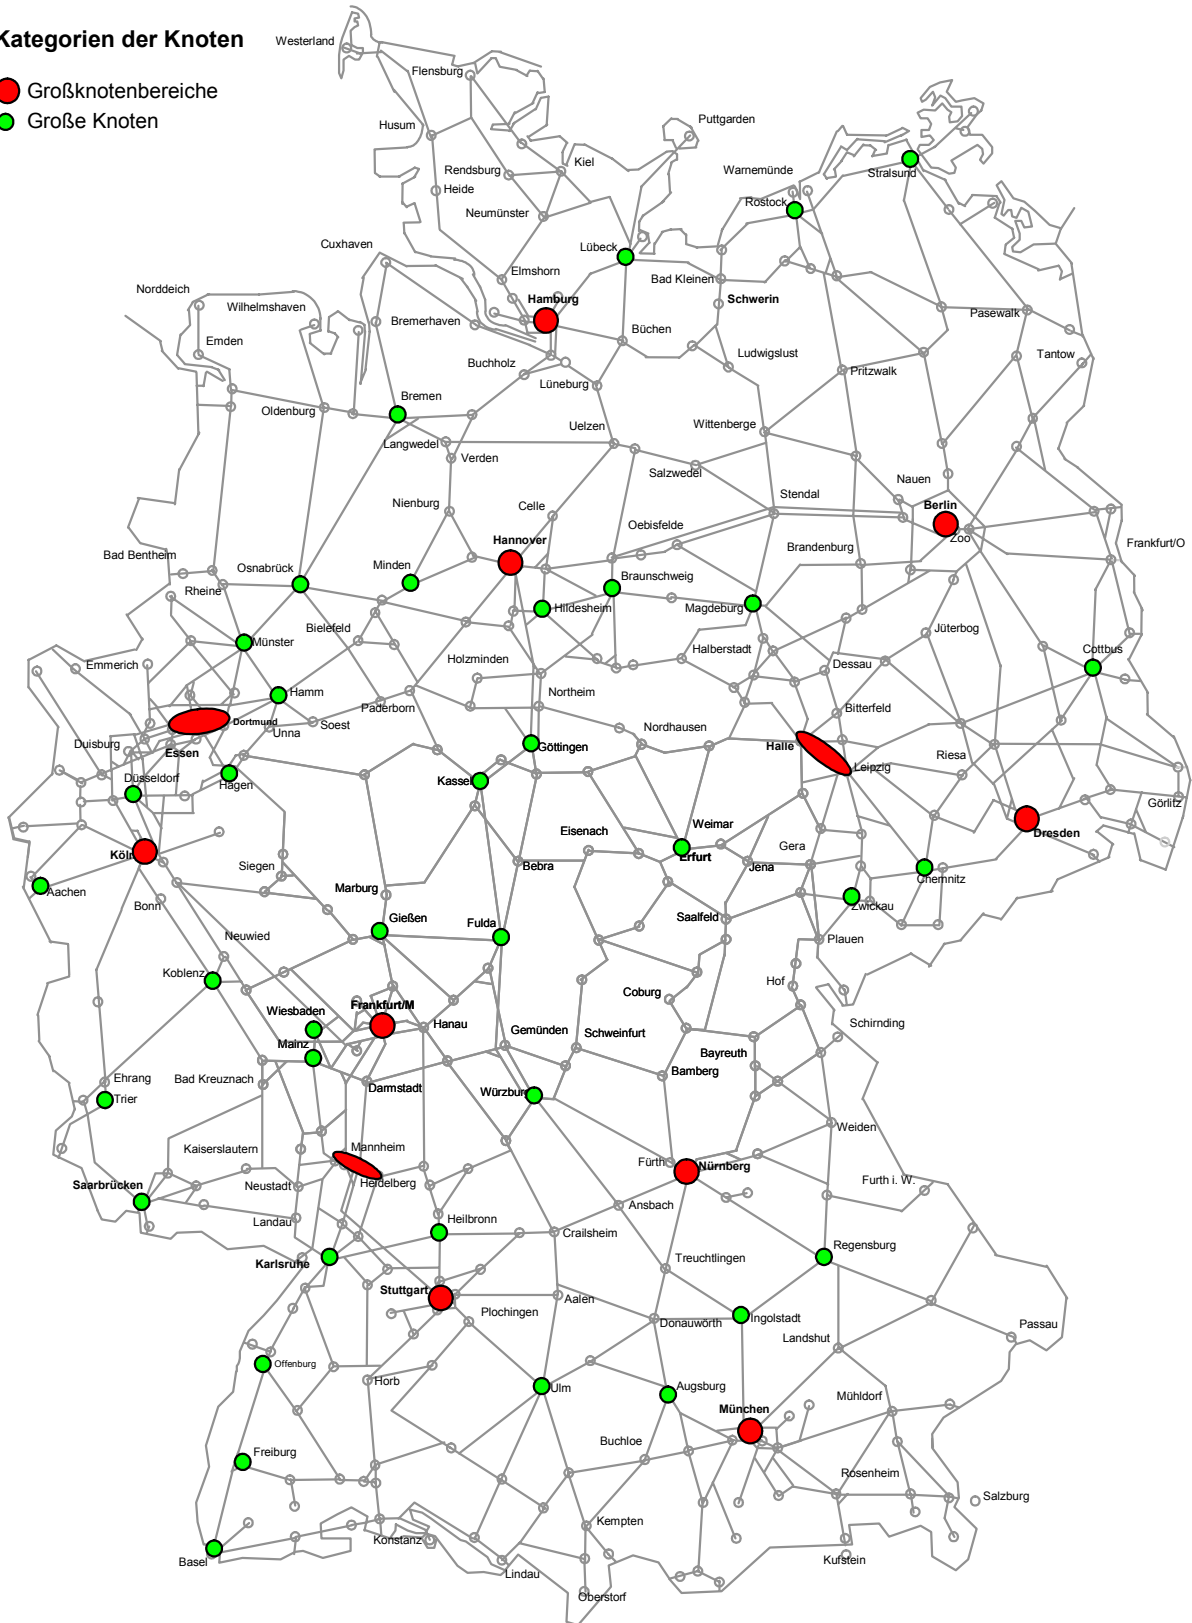 Kategorien der Knoten
Großknotenbereiche
Große Knoten
Westerland
Flensburg
Husum
Puttgarden
Rendsburg
Kiel
Heide
Warnemünde
Stralsund
Neumünster
Rostock
Cuxhaven
Lübeck
Elmshorn
Bad Kleinen
Norddeich
Hamburg
Schwerin
Wilhelmshaven
Bremerhaven
Pasewalk
Emden
Büchen
Buchholz
Ludwigslust
Tantow
Lüneburg
Pritzwalk
Bremen
Oldenburg
Uelzen
Wittenberge
Langwedel
Verden
Salzwedel
Nauen
Nienburg
Celle
Stendal
Berlin
Oebisfelde
Zoo
Hannover
Frankfurt/O
Bad Bentheim
Brandenburg
Osnabrück
Minden
Braunschweig
Rheine
Hildesheim
Magdeburg
Bielefeld
Jüterbog
Münster
Halberstadt
Cottbus
Emmerich
Holzminden
Dessau
Hamm
Northeim
Paderborn
Bitterfeld
Dortmund
Soest
Nordhausen
Unna
Duisburg
Essen
Göttingen
Halle
Riesa
Leipzig
Düsseldorf
Hagen
Kassel
Görlitz
Weimar
Eisenach
Dresden
Köln
Erfurt
Gera
Siegen
Bebra
Jena
Aachen
Marburg
Chemnitz
Bonn
Zwickau
Gießen
Fulda
Saalfeld
Neuwied
Plauen
Koblenz
Hof
Coburg
Frankfurt/M
Wiesbaden
Hanau
Gemünden
Schweinfurt
Schirnding
Mainz
Bayreuth
Ehrang
Bad Kreuznach
Darmstadt
Bamberg
Trier
Würzburg
Weiden
Kaiserslautern
Mannheim
Fürth
Nürnberg
Saarbrücken
Neustadt
Heidelberg
Furth i. W.
Ansbach
Landau
Heilbronn
Crailsheim
Karlsruhe
Treuchtlingen
Regensburg
Stuttgart
Plochingen
Aalen
Donauwörth
Ingolstadt
Passau
Landshut
Offenburg
Horb
Ulm
Augsburg
Mühldorf
München
Freiburg
Buchloe
Rosenheim
Salzburg
Kempten
Konstanz
Basel
Kufstein
Lindau
Oberstorf